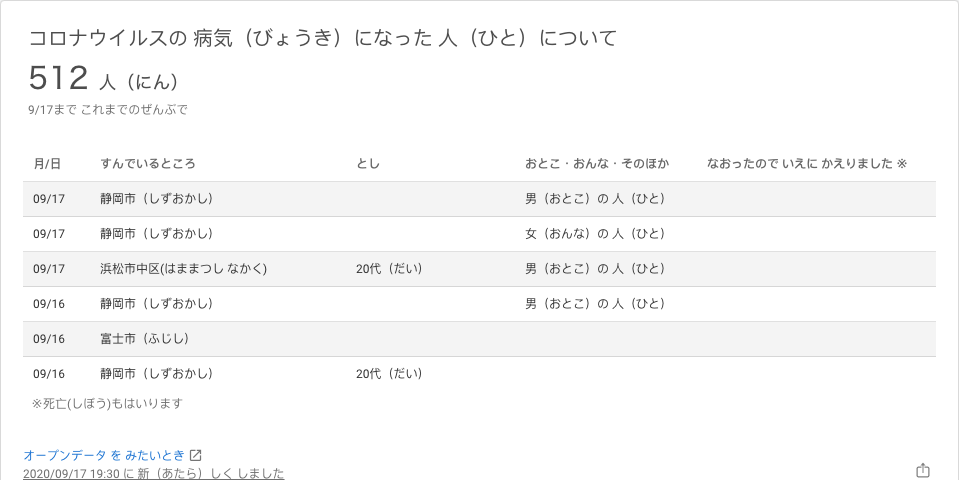 コロナウイルスの 病気（びょうき）になった 人（ひと）について
512 人（にん）
9/17まで これまでのぜんぶで
月/日 すんでいるところ とし おとこ・おんな・そのほか なおったので いえに かえりました ※
09/17 静岡市（しずおかし） 男（おとこ）の 人（ひと）
09/17 静岡市（しずおかし） 女（おんな）の 人（ひと）
09/17 浜松市中区(はままつし なかく) 20代（だい） 男（おとこ）の 人（ひと）
09/16 静岡市（しずおかし） 男（おとこ）の 人（ひと）
09/16 富士市（ふじし）
09/16 静岡市（しずおかし） 20代（だい）
※死亡(しぼう)もはいります
オープンデータ を みたいとき
2020/09/17 19:30 に 新（あたら）しく しました